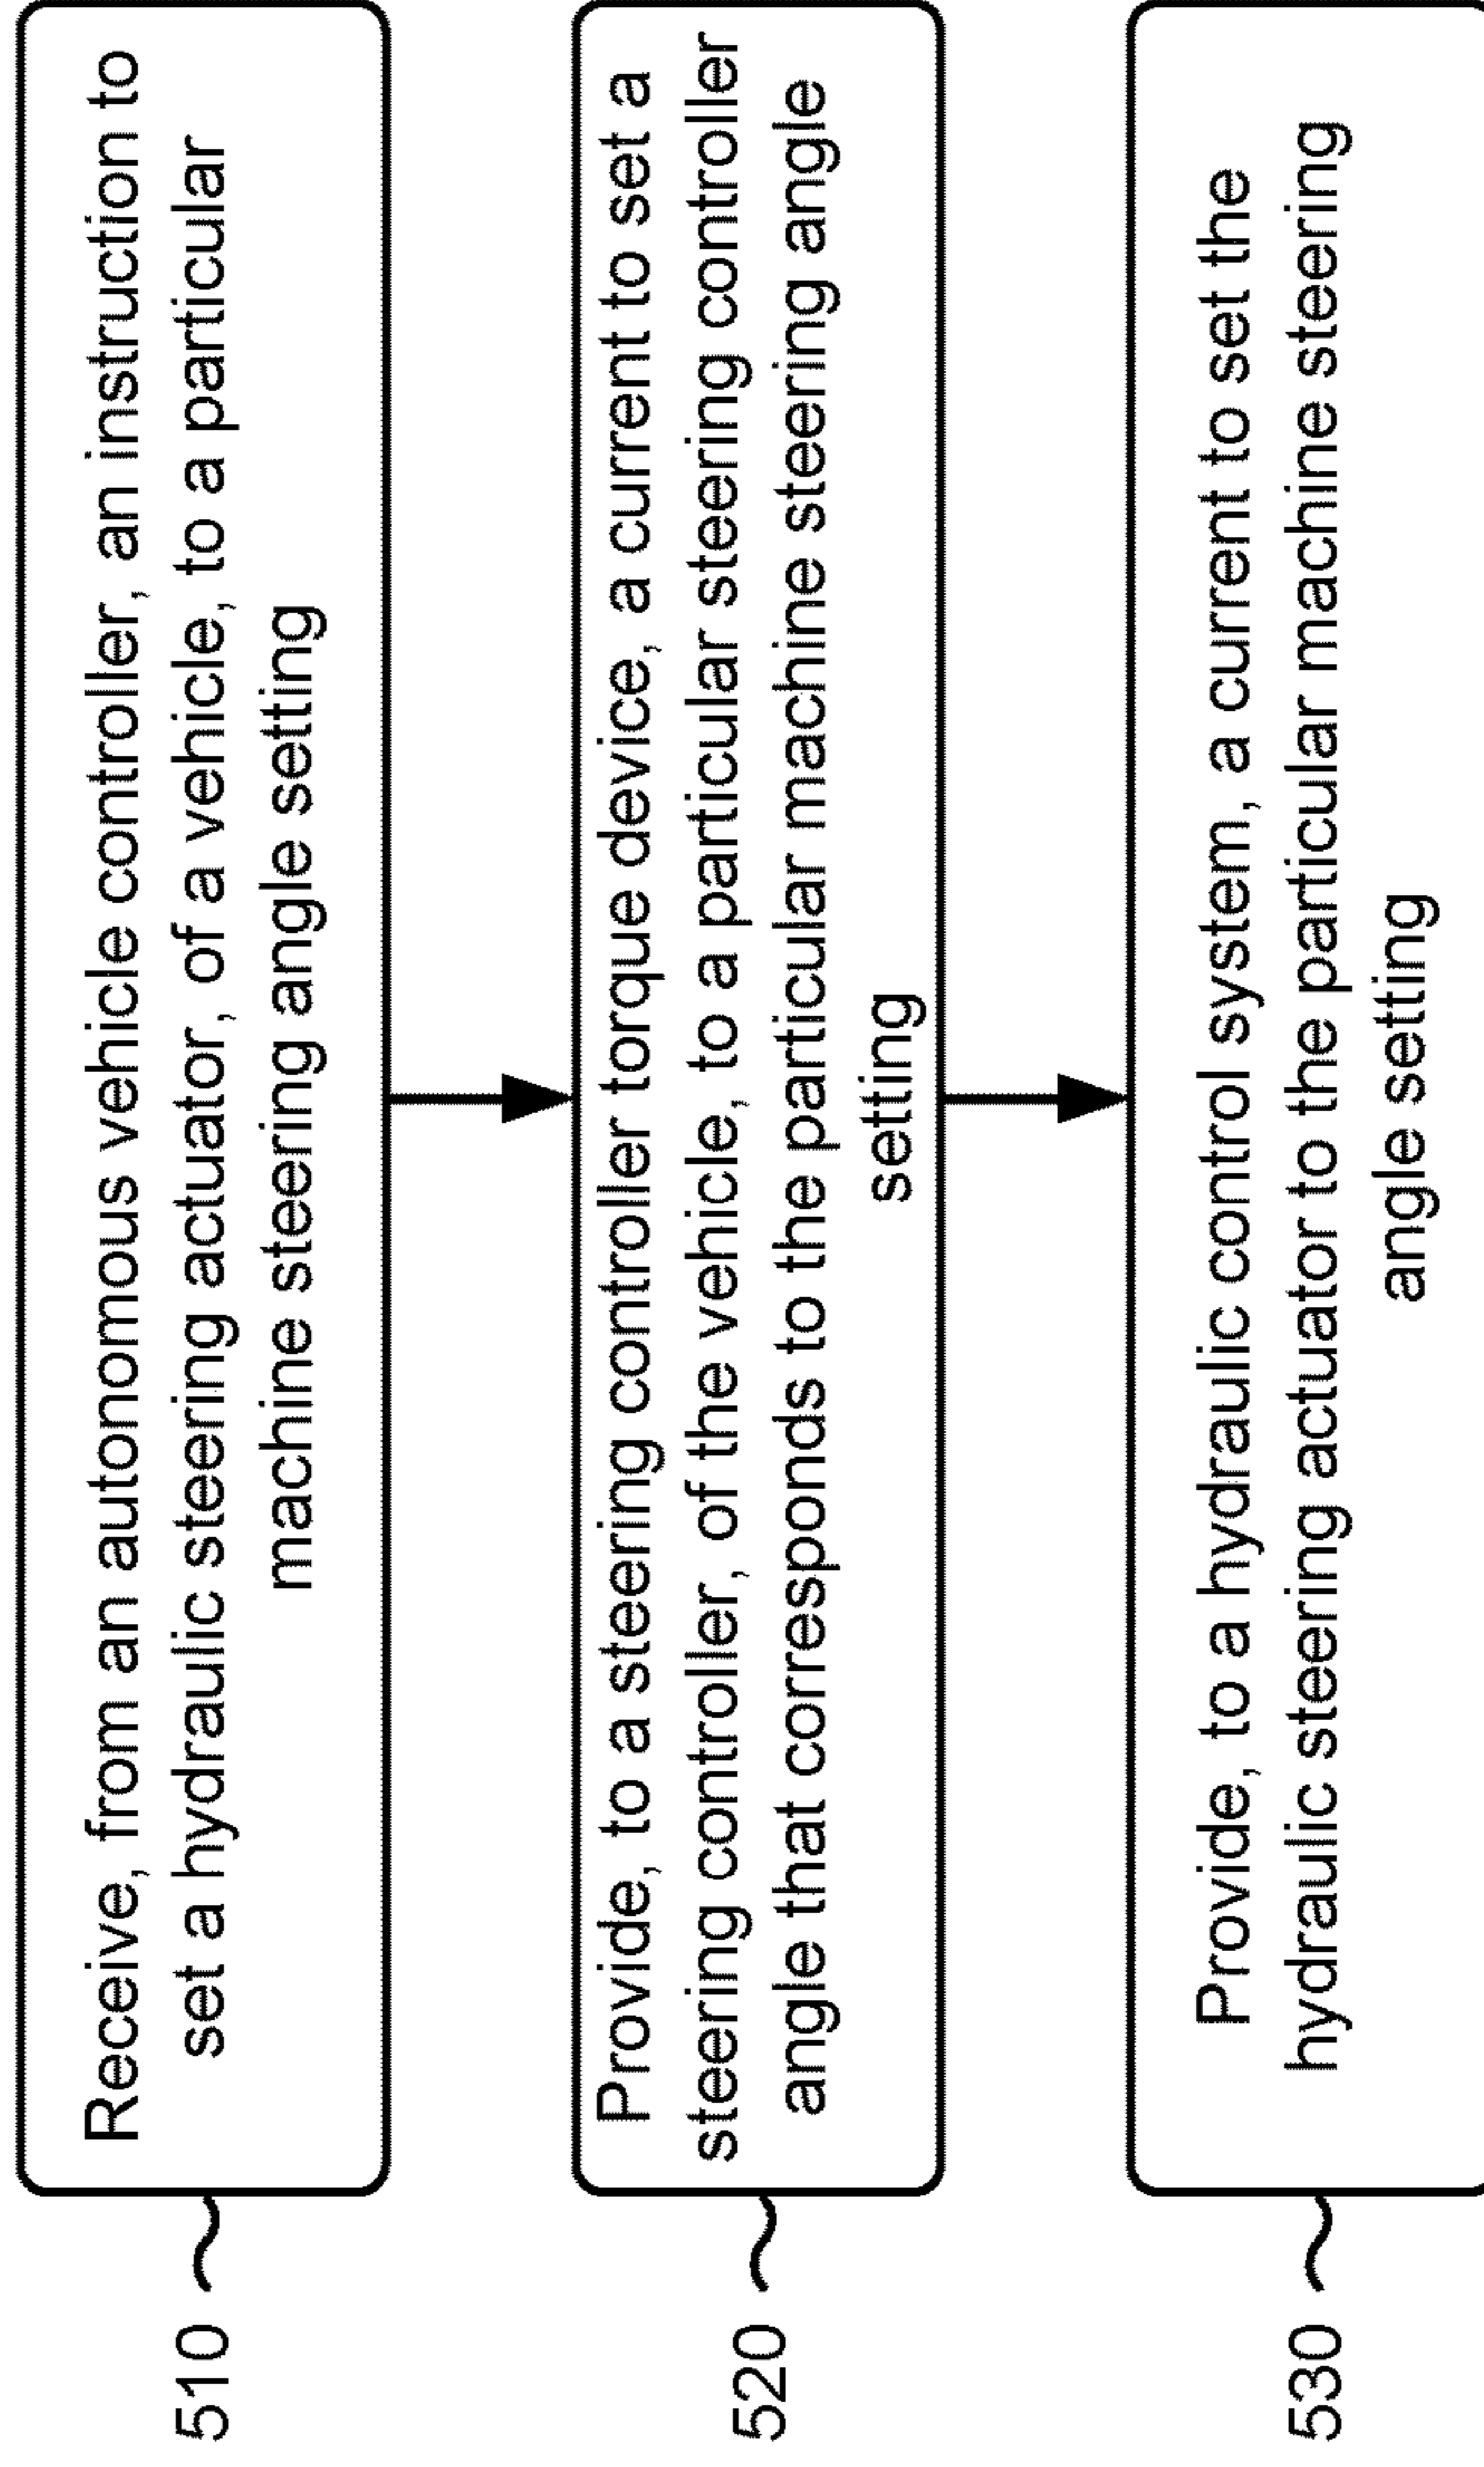 510
Receive, from an autonomous vehicle controller, an instruction to
set a hydraulic steering actuator, of a vehicle, to a particular
machine steering angle setting
520
Provide, to a steering controller torque device, a current to set a
steering controller, of the vehicle, to a particular steering controller
angle that corresponds to the particular machine steering angle
setting
530
Provide, to a hydraulic control system, a current to set the
hydraulic steering actuator to the particular machine steering
angle setting